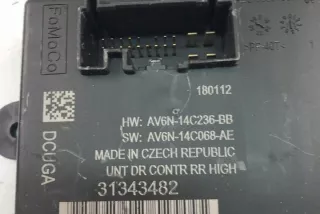 FoMoCo
180112
HW: AV6N-14C236-BB
SW: AV6N-14C068-AE
MADE IN CZECH REPUBLIC
UNT DR CONTR RR HIGH
31343482
DCUGA